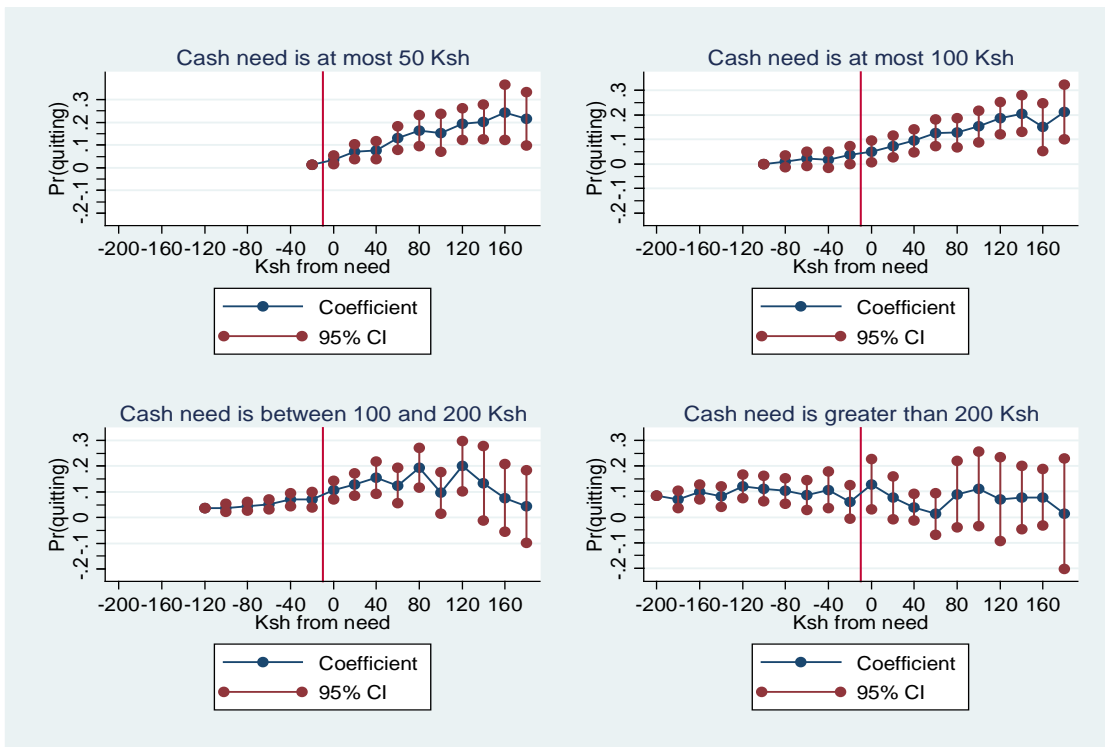 Cash need is at most 50 Ksh
Pr(quitting)
-.2 -.1 0 .1 .2 .3
-200 -160 -120 -80 -40 0 40 80 120 160
Ksh from need
Coefficient
95% CI
Cash need is at most 100 Ksh
Pr(quitting)
-.2 -.1 0 .1 .2 .3
-200 -160 -120 -80 -40 0 40 80 120 160
Ksh from need
Coefficient
95% CI
Cash need is between 100 and 200 Ksh
Pr(quitting)
-.2 -.1 0 .1 .2 .3
-200 -160 -120 -80 -40 0 40 80 120 160
Ksh from need
Coefficient
95% CI
Cash need is greater than 200 Ksh
Pr(quitting)
-.2 -.1 0 .1 .2 .3
-200 -160 -120 -80 -40 0 40 80 120 160
Ksh from need
Coefficient
95% CI